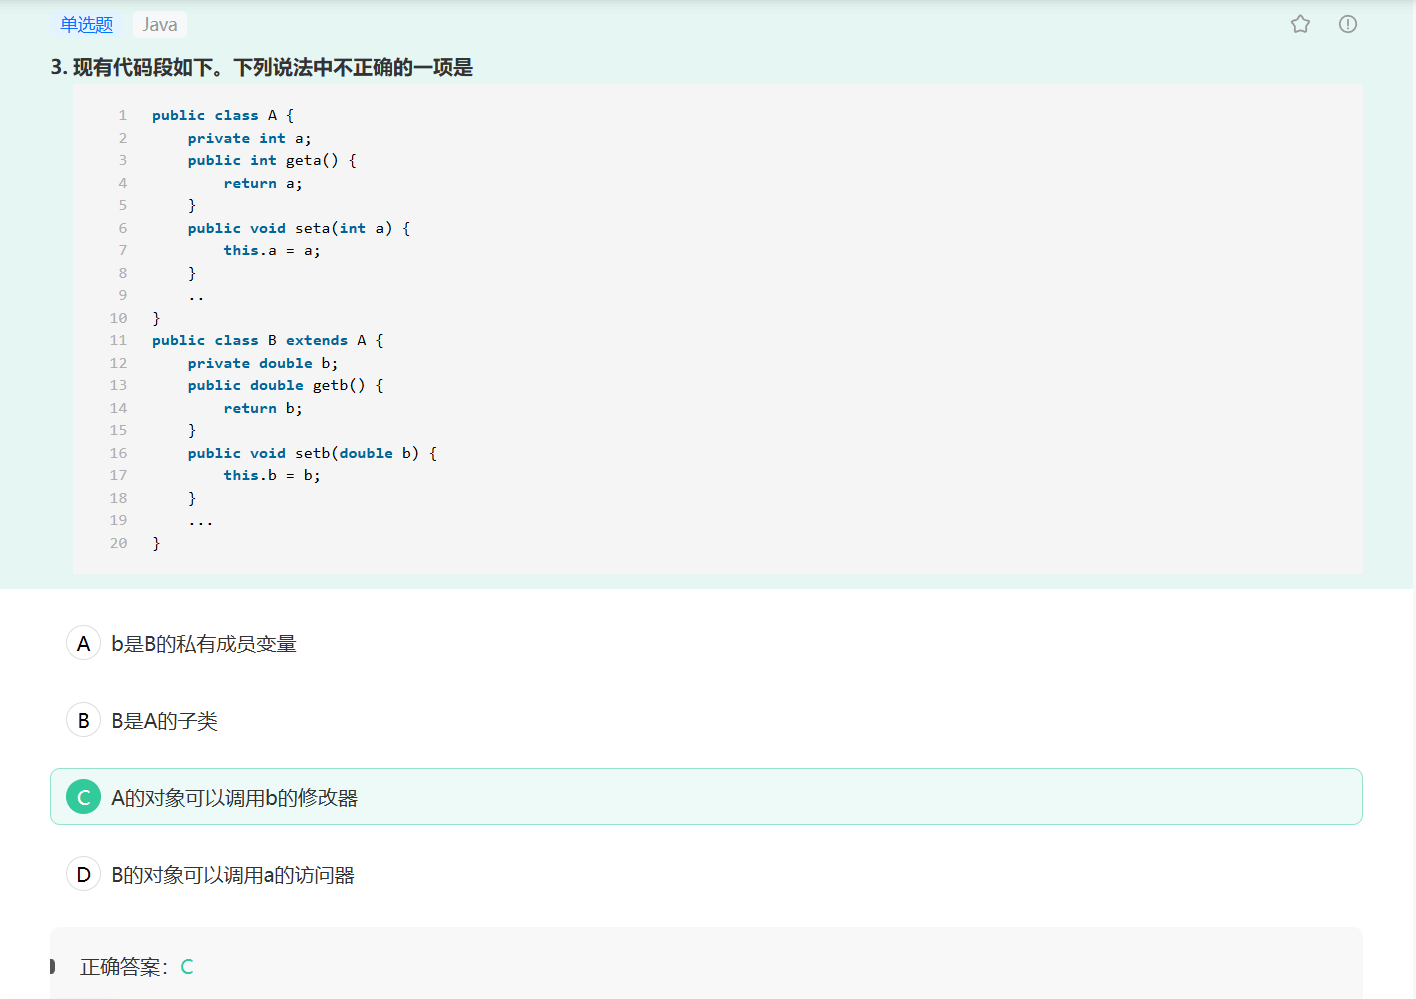 单选题 Java
3. 现有代码段如下。下列说法中不正确的一项是
1 public class A {
2     private int a;
3     public int geta() {
4         return a;
5     }
6     public void seta(int a) {
7         this.a = a;
8     }
9     ..
10 }
11 public class B extends A {
12     private double b;
13     public double getb() {
14         return b;
15     }
16     public void setb(double b) {
17         this.b = b;
18     }
19     ...
20 }
A b是B的私有成员变量
B B是A的子类
C A的对象可以调用b的修改器
D B的对象可以调用a的访问器
正确答案：C